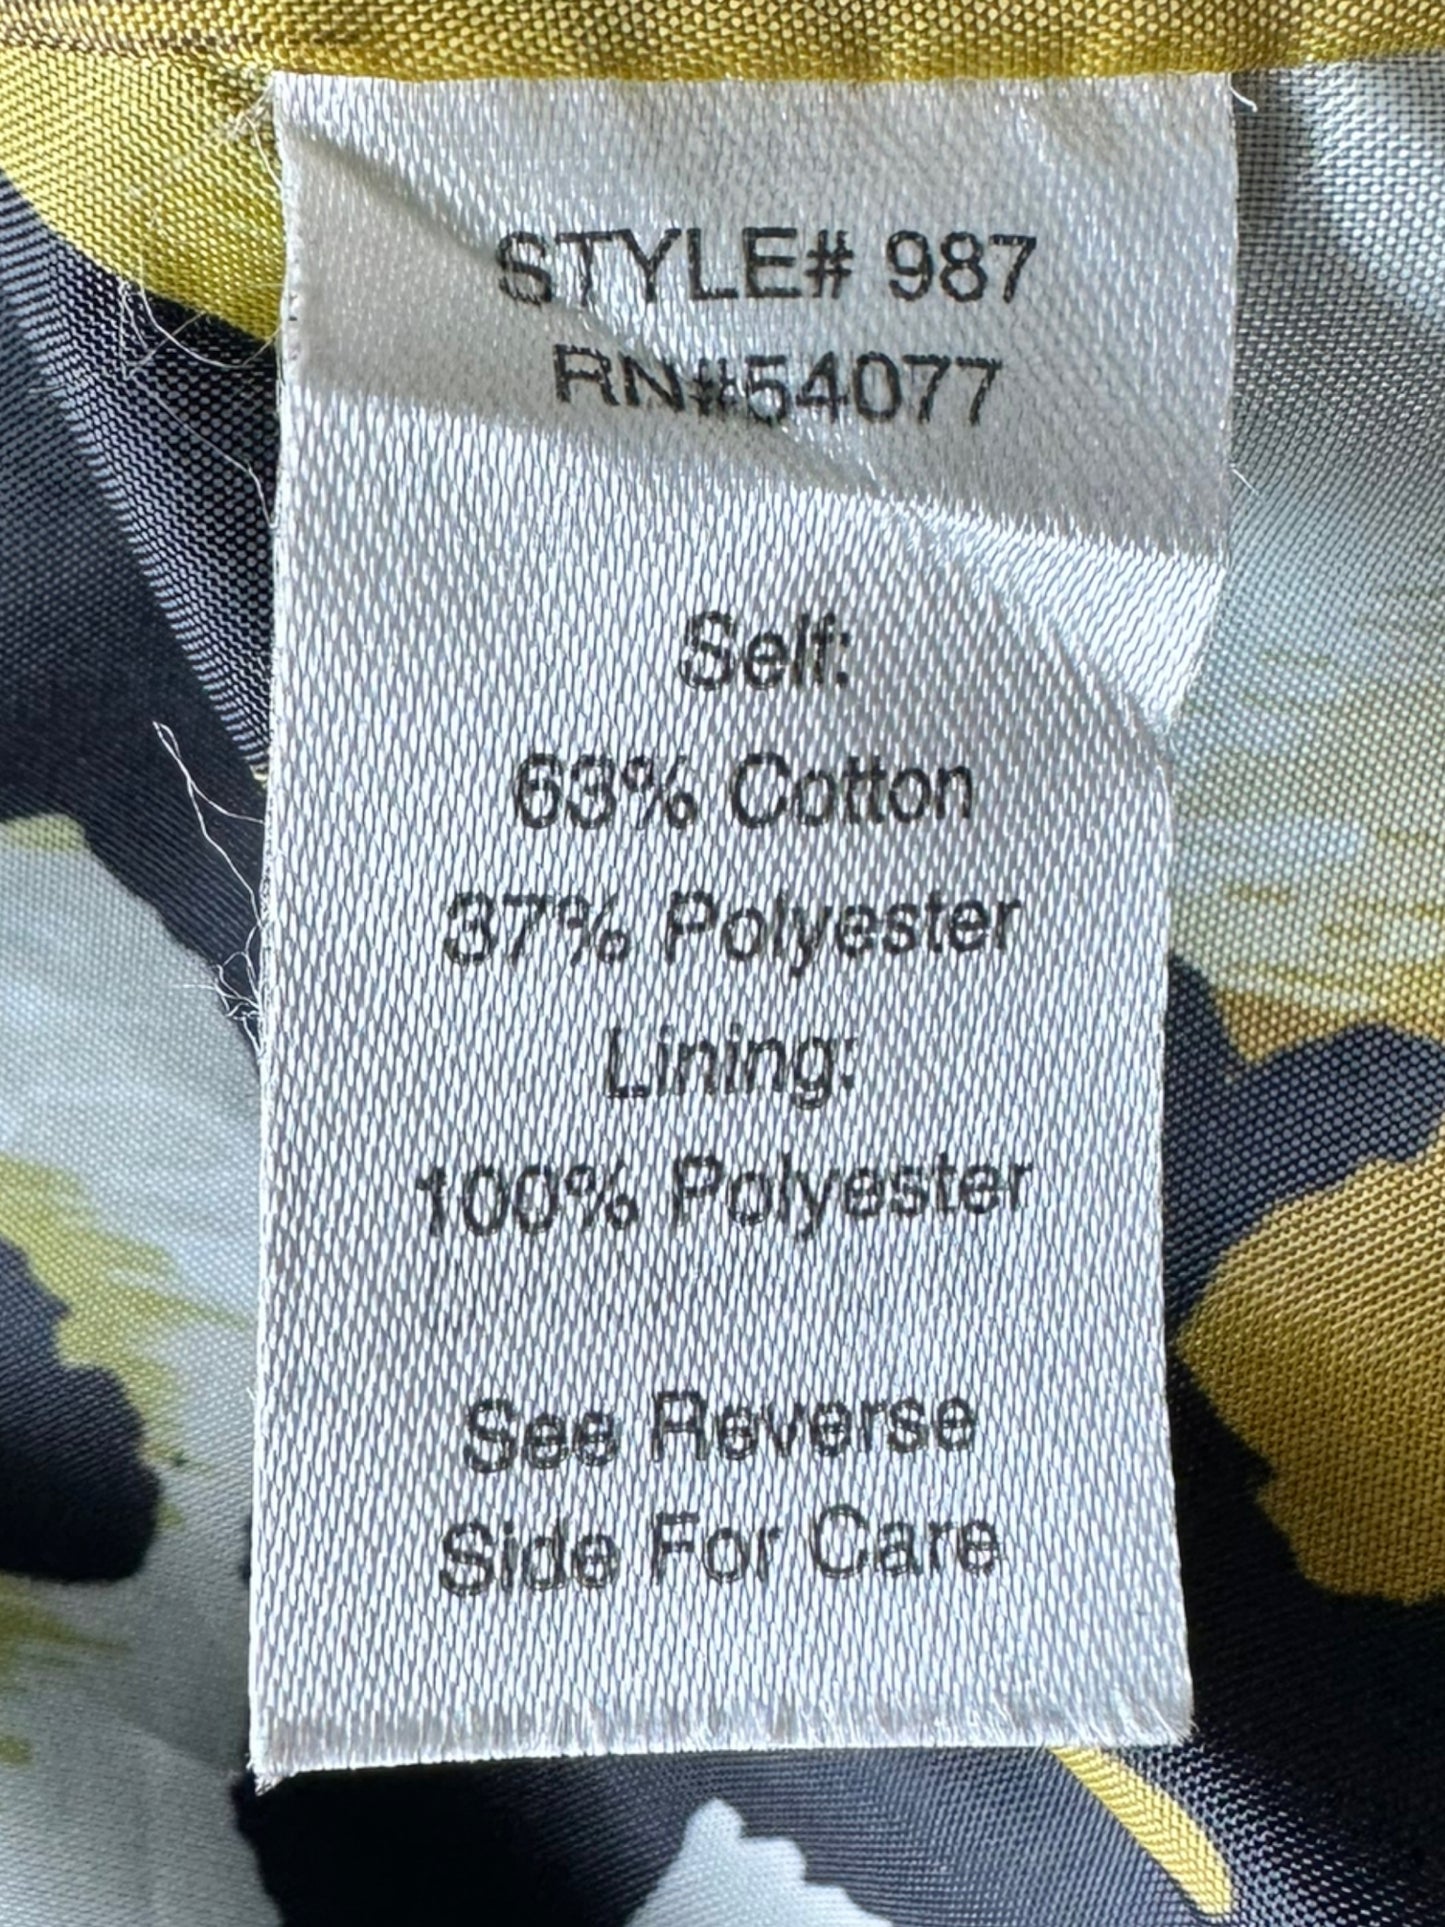 STYLE# 987
RN#54077
Self:
63% Cotton
37% Polyester
Lining:
100% Polyester
See Reverse
Side For Care